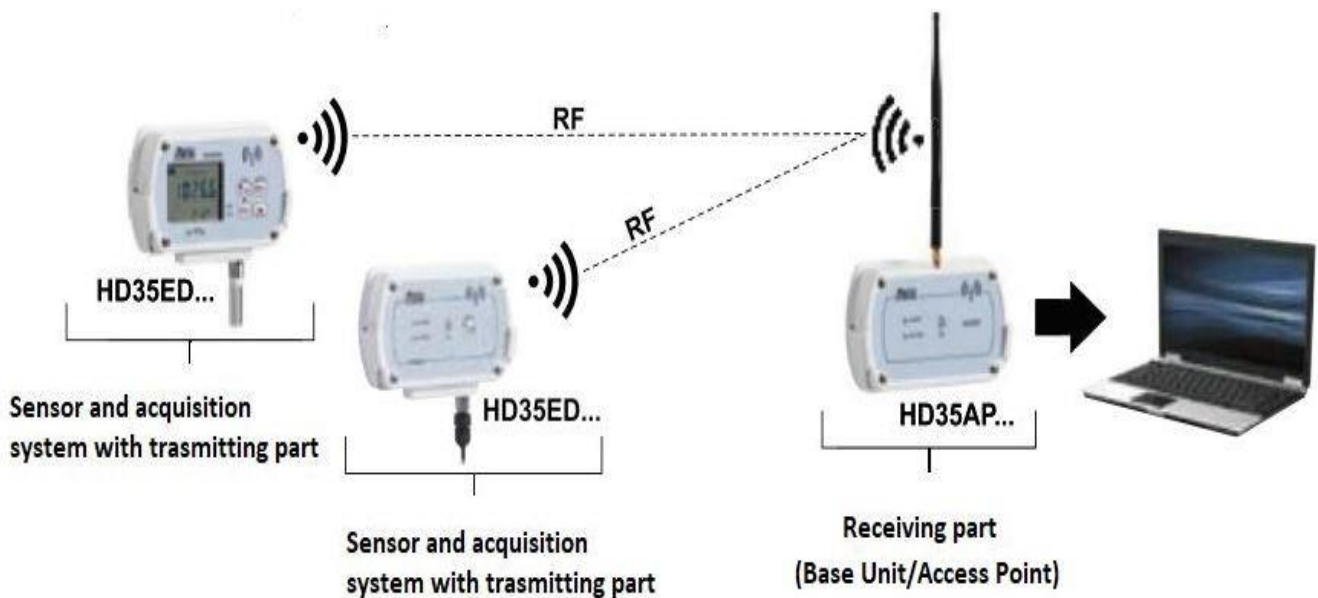 RF
RF
HD35ED...
HD35ED...
HD35AP...
Sensor and acquisition
system with trasmitting part
Sensor and acquisition
system with trasmitting part
Receiving part
(Base Unit/Access Point)